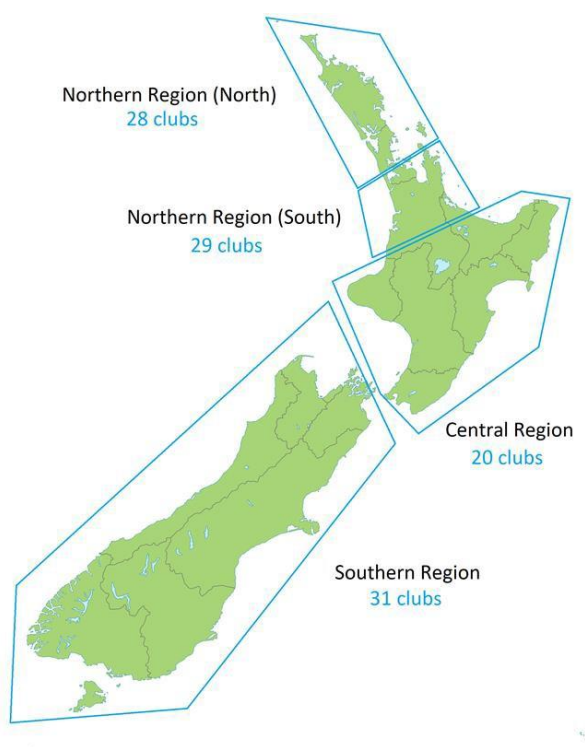 Northern Region (North)
28 clubs
Northern Region (South)
29 clubs
Central Region
20 clubs
Southern Region
31 clubs